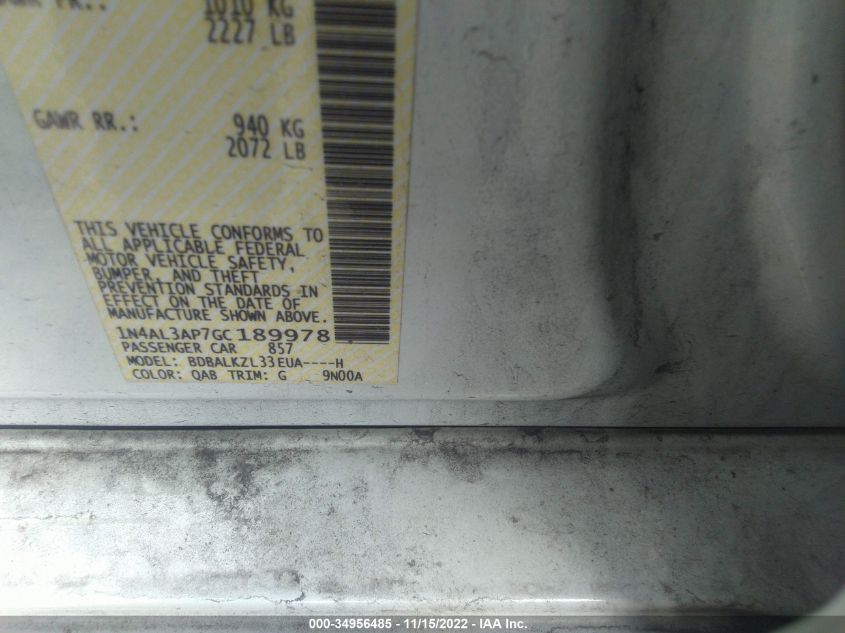 1010 KG
2227 LB
GAWR RR.: 940 KG
2072 LB
THIS VEHICLE CONFORMS TO
ALL APPLICABLE FEDERAL
MOTOR VEHICLE SAFETY,
BUMPER, AND THEFT
PREVENTION STANDARDS IN
EFFECT ON THE DATE OF
MANUFACTURE SHOWN ABOVE.
1N4AL3AP7GC189978
PASSENGER CAR 857
MODEL: BDBALKZL33EUA----H
COLOR: QAB TRIM: G 9N00A
000-34956485 - 11/15/2022 - IAA Inc.